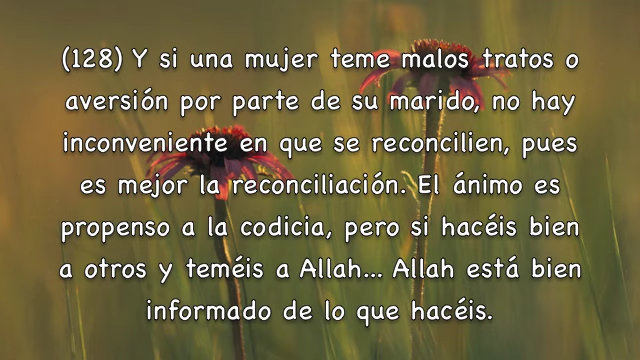 (128) Y si una mujer teme malos tratos o
aversión por parte de su marido, no hay
inconveniente en que se reconcilien, pues
es mejor la reconciliación. El ánimo es
propenso a la codicia, pero si hacéis bien
a otros y teméis a Allah... Allah está bien
informado de lo que hacéis.